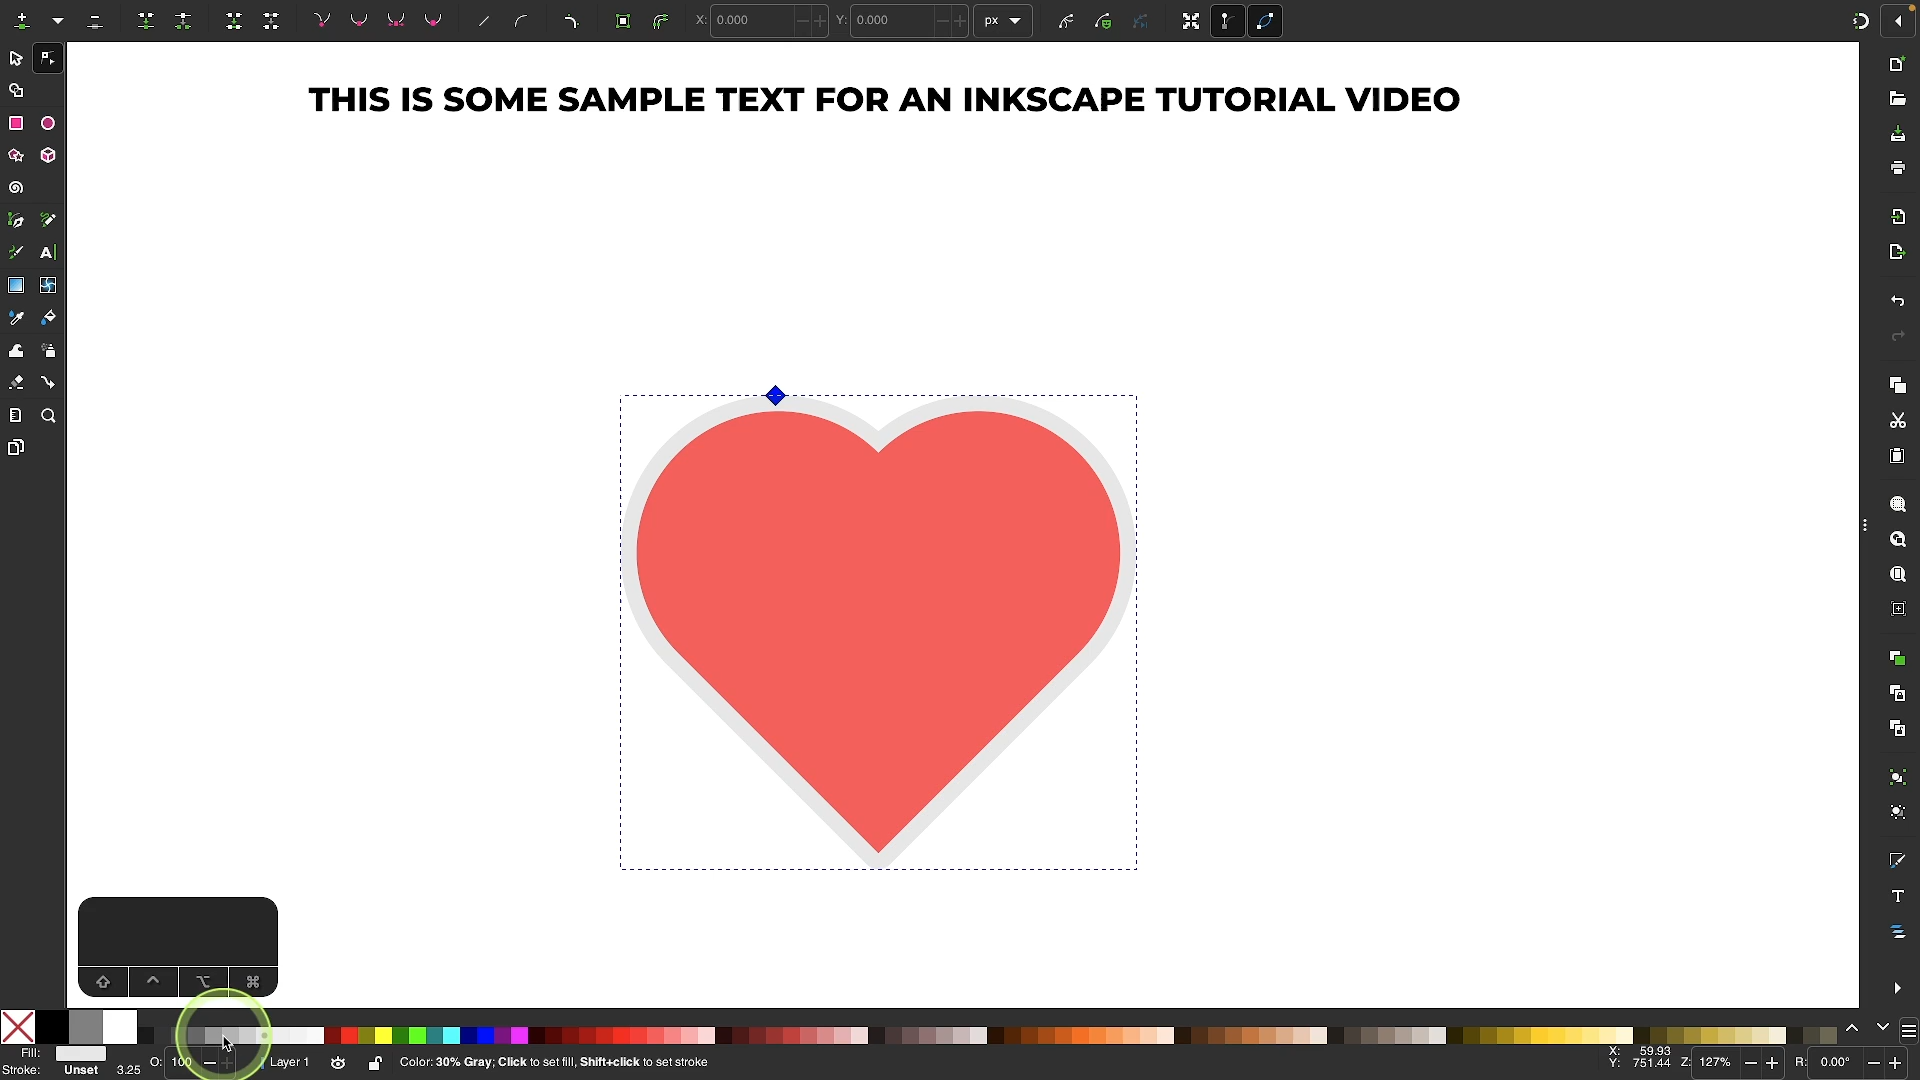 X: 0.000 Y: 0.000 px
THIS IS SOME SAMPLE TEXT FOR AN INKSCAPE TUTORIAL VIDEO
Fill: O: 100 Layer 1 Color: 30% Gray; Click to set fill, Shift+click to set stroke X: 59.93 Z: 127% R: 0.00°
Stroke: Unset 3.25 Y: 751.44